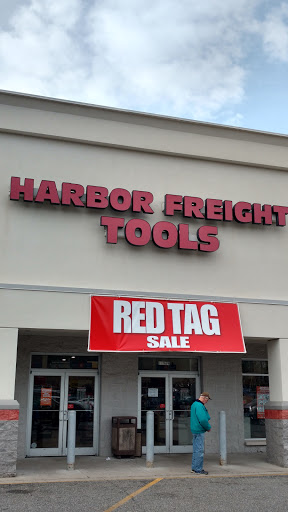 HARBOR FREIGHT
TOOLS
RED TAG
SALE